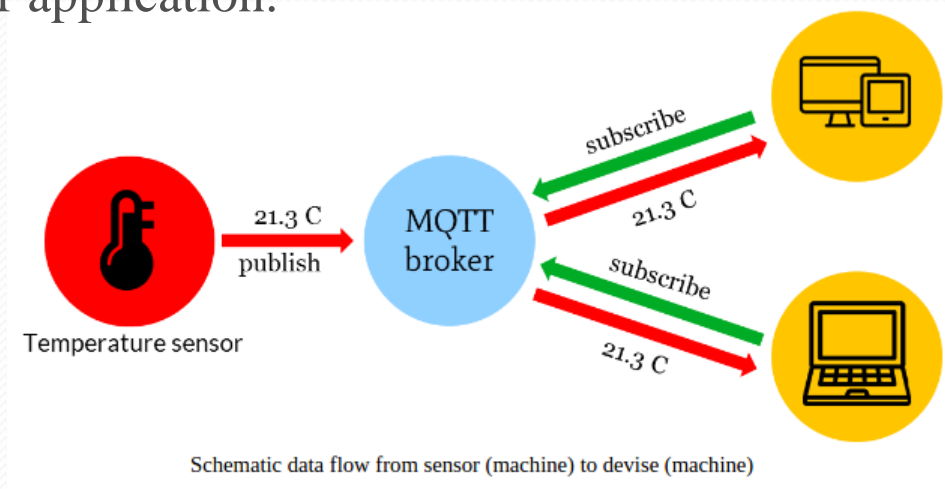 application.
subscribe
21.3 C
21.3 C
publish
MQTT
broker
subscribe
21.3 C
Temperature sensor
Schematic data flow from sensor (machine) to devise (machine)